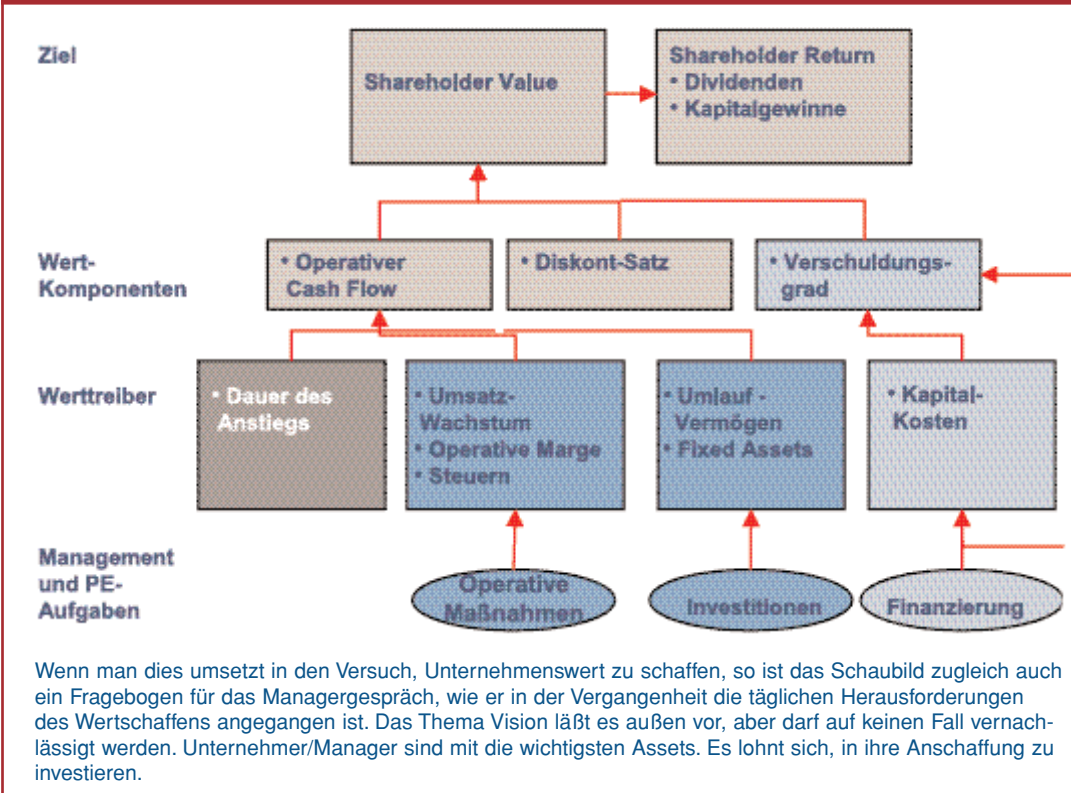 Ziel
Shareholder Value
Shareholder Return
• Dividenden
• Kapitalgewinne
Wert-
Komponenten
• Operativer
Cash Flow
• Diskont-Satz
• Verschuldungs-
grad
Werttreiber
• Dauer des
Anstiegs
• Umsatz-
Wachstum
• Operative Marge
• Steuern
• Umlauf -
Vermögen
• Fixed Assets
• Kapital-
Kosten
Management
und PE-
Aufgaben
Operative
Maßnahmen
Investitionen
Finanzierung
Wenn man dies umsetzt in den Versuch, Unternehmenswert zu schaffen, so ist das Schaubild zugleich auch
ein Fragebogen für das Managergespräch, wie er in der Vergangenheit die täglichen Herausforderungen
des Wertschaffens angegangen ist. Das Thema Vision läßt es außen vor, aber darf auf keinen Fall vernach-
lässigt werden. Unternehmer/Manager sind mit die wichtigsten Assets. Es lohnt sich, in ihre Anschaffung zu
investieren.